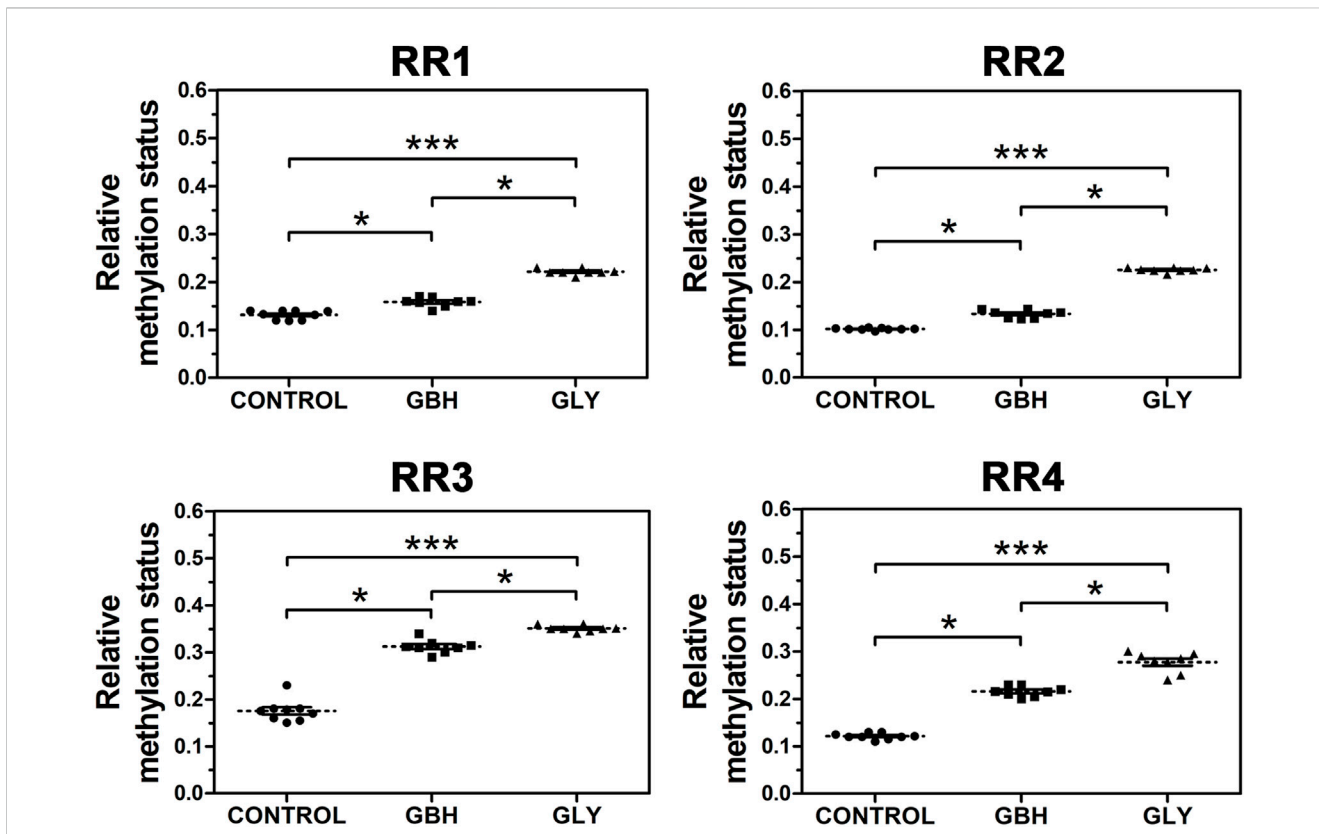 RR1
Relative
methylation status
0.6
0.5
0.4
0.3
0.2
0.1
0.0
***
*
*
CONTROL GBH GLY
RR2
Relative
methylation status
0.6
0.5
0.4
0.3
0.2
0.1
0.0
***
*
*
CONTROL GBH GLY
RR3
Relative
methylation status
0.6
0.5
0.4
0.3
0.2
0.1
0.0
***
*
*
CONTROL GBH GLY
RR4
Relative
methylation status
0.6
0.5
0.4
0.3
0.2
0.1
0.0
***
*
*
CONTROL GBH GLY